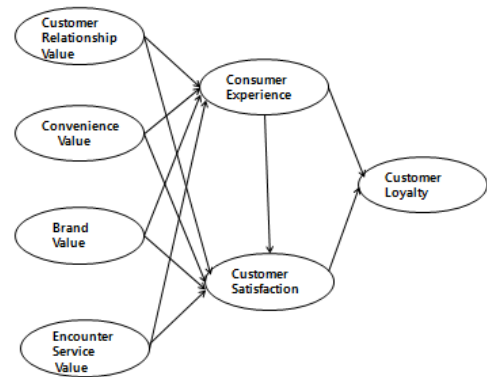 Customer
Relationship
Value
Consumer
Experience
Convenience
Value
Customer
Loyalty
Brand
Value
Customer
Satisfaction
Encounter
Service
Value